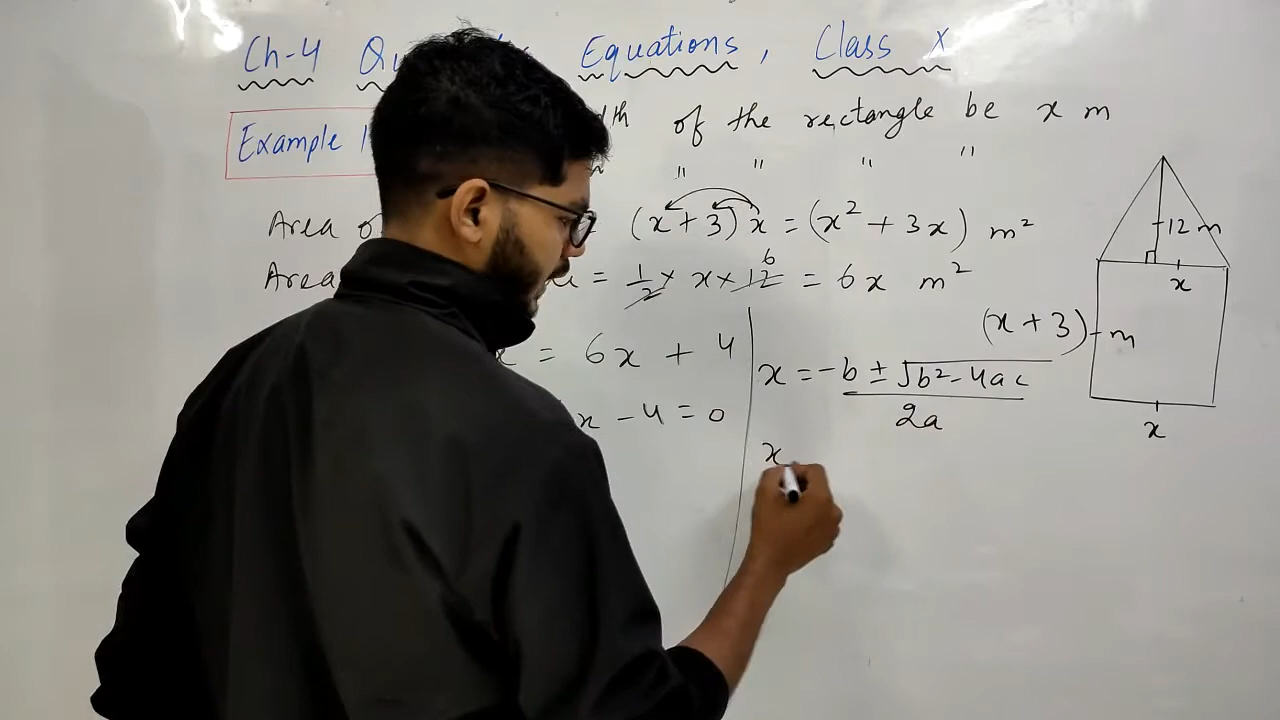 Ch-4 Equations, Class X
Example of the rectangle be x m
" " " "
Area (x + 3) x = (x² + 3x) m²
Area = 1/2 × x × 12 6 = 6x m²
= 6x + 4
x - 4 = 0
x = -b ± √b² - 4ac / 2a
x
12 m
x
(x + 3) m
x